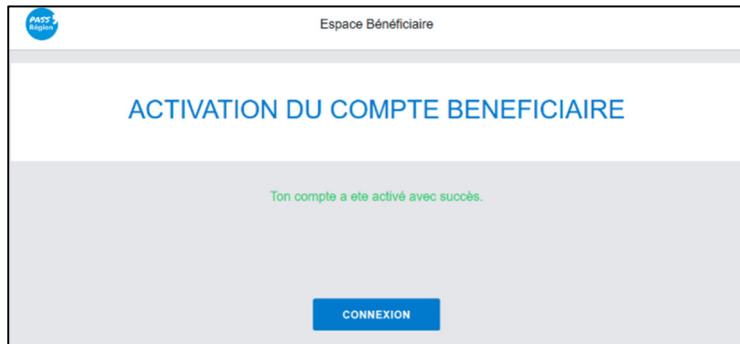 PASS'
Région
Espace Bénéficiaire
ACTIVATION DU COMPTE BENEFICIAIRE
Ton compte a ete activé avec succès.
CONNEXION